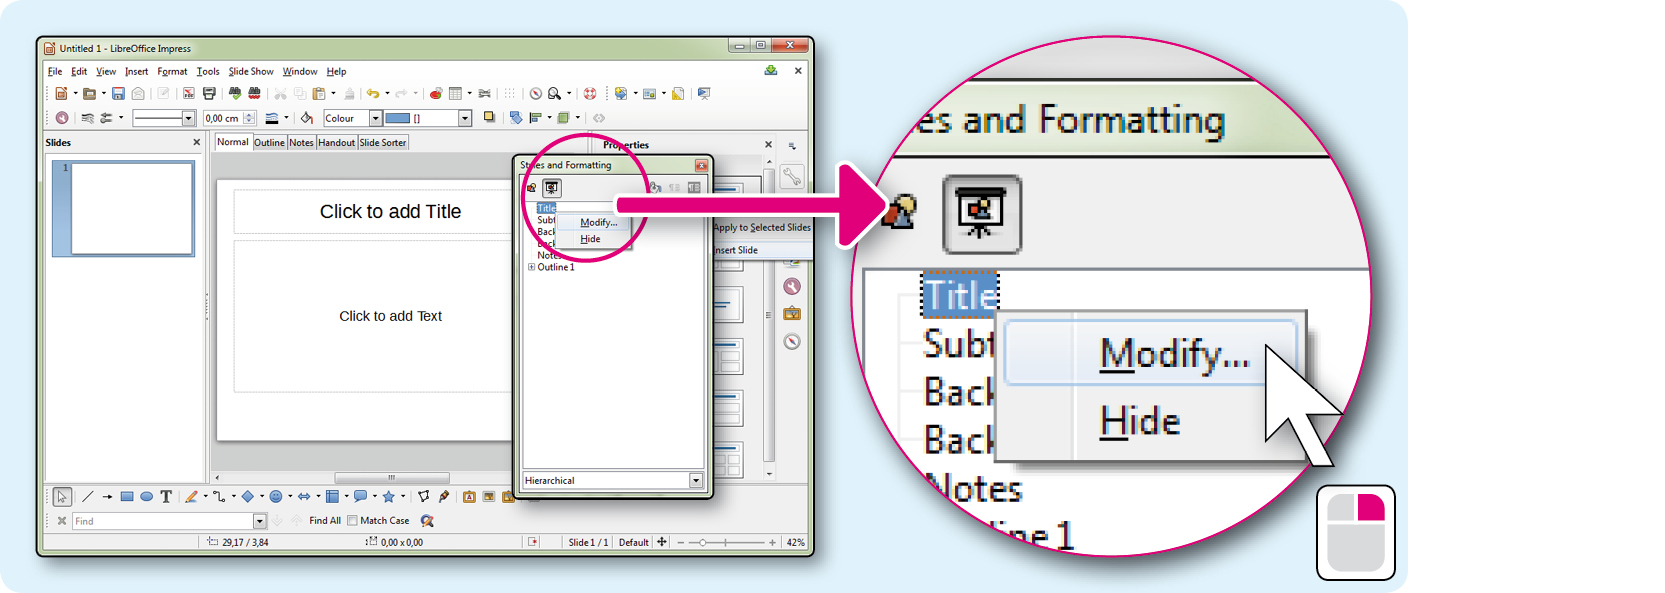 Untitled 1 - LibreOffice Impress
File Edit View Insert Format Tools Slide Show Window Help
0,00 cm
Colour
[]
Slides
Normal Outline Notes Handout Slide Sorter
Properties
1
Click to add Title
Click to add Text
Styles and Formatting
Title
Modify...
Hide
Notes
Outline 1
Apply to Selected Slides
Insert Slide
Hierarchical
T
Find
Find All
Match Case
29,17 / 3,84
0,00 x 0,00
Slide 1 / 1
Default
42%
es and Formatting
Title
Subt
Modify...
Back
Hide
Back
Notes
ine 1